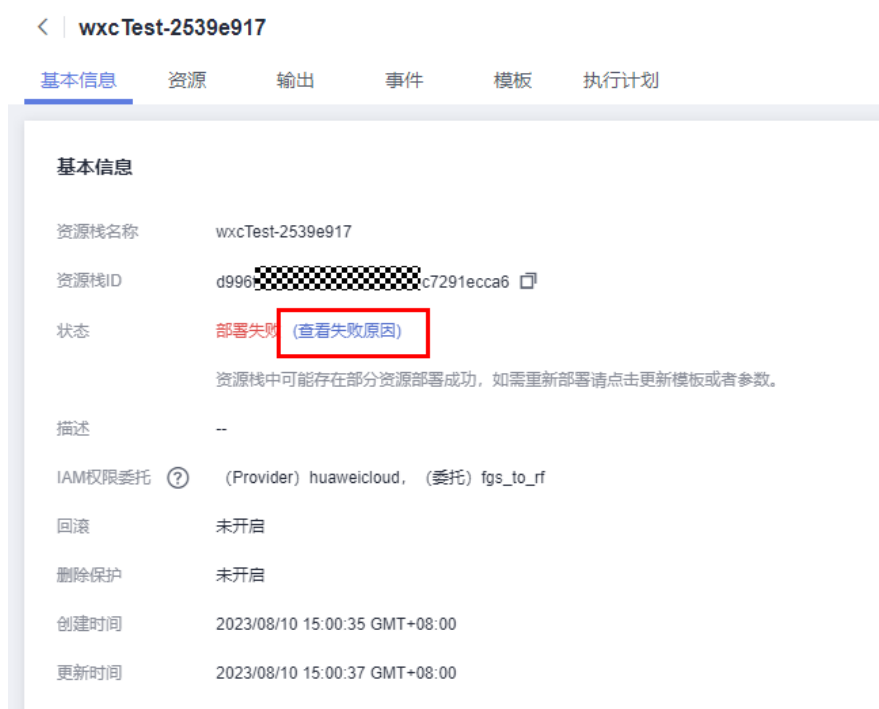 wxcTest-2539e917
基本信息 资源 输出 事件 模板 执行计划
基本信息
资源栈名称 wxcTest-2539e917
资源栈ID d996 c7291ecca6
状态 部署失败 (查看失败原因)
资源栈中可能存在部分资源部署成功，如需重新部署请点击更新模板或者参数。
描述 --
IAM权限委托 ? （Provider）huaweicloud, （委托）fgs_to_rf
回滚 未开启
删除保护 未开启
创建时间 2023/08/10 15:00:35 GMT+08:00
更新时间 2023/08/10 15:00:37 GMT+08:00